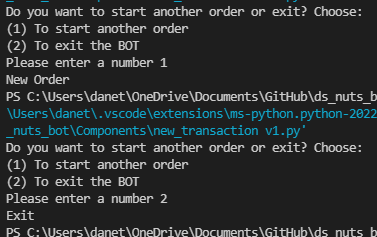 Do you want to start another order or exit? Choose:
(1) To start another order
(2) To exit the BOT
Please enter a number 1
New Order
PS C:\Users\danet\OneDrive\Documents\GitHub\ds_nuts_b
\Users\danet\.vscode\extensions\ms-python.python-2022
_nuts_bot\Components\new_transaction v1.py'
Do you want to start another order or exit? Choose:
(1) To start another order
(2) To exit the BOT
Please enter a number 2
Exit
PS C:\Users\danet\OneDrive\Documents\GitHub\ds_nuts_b